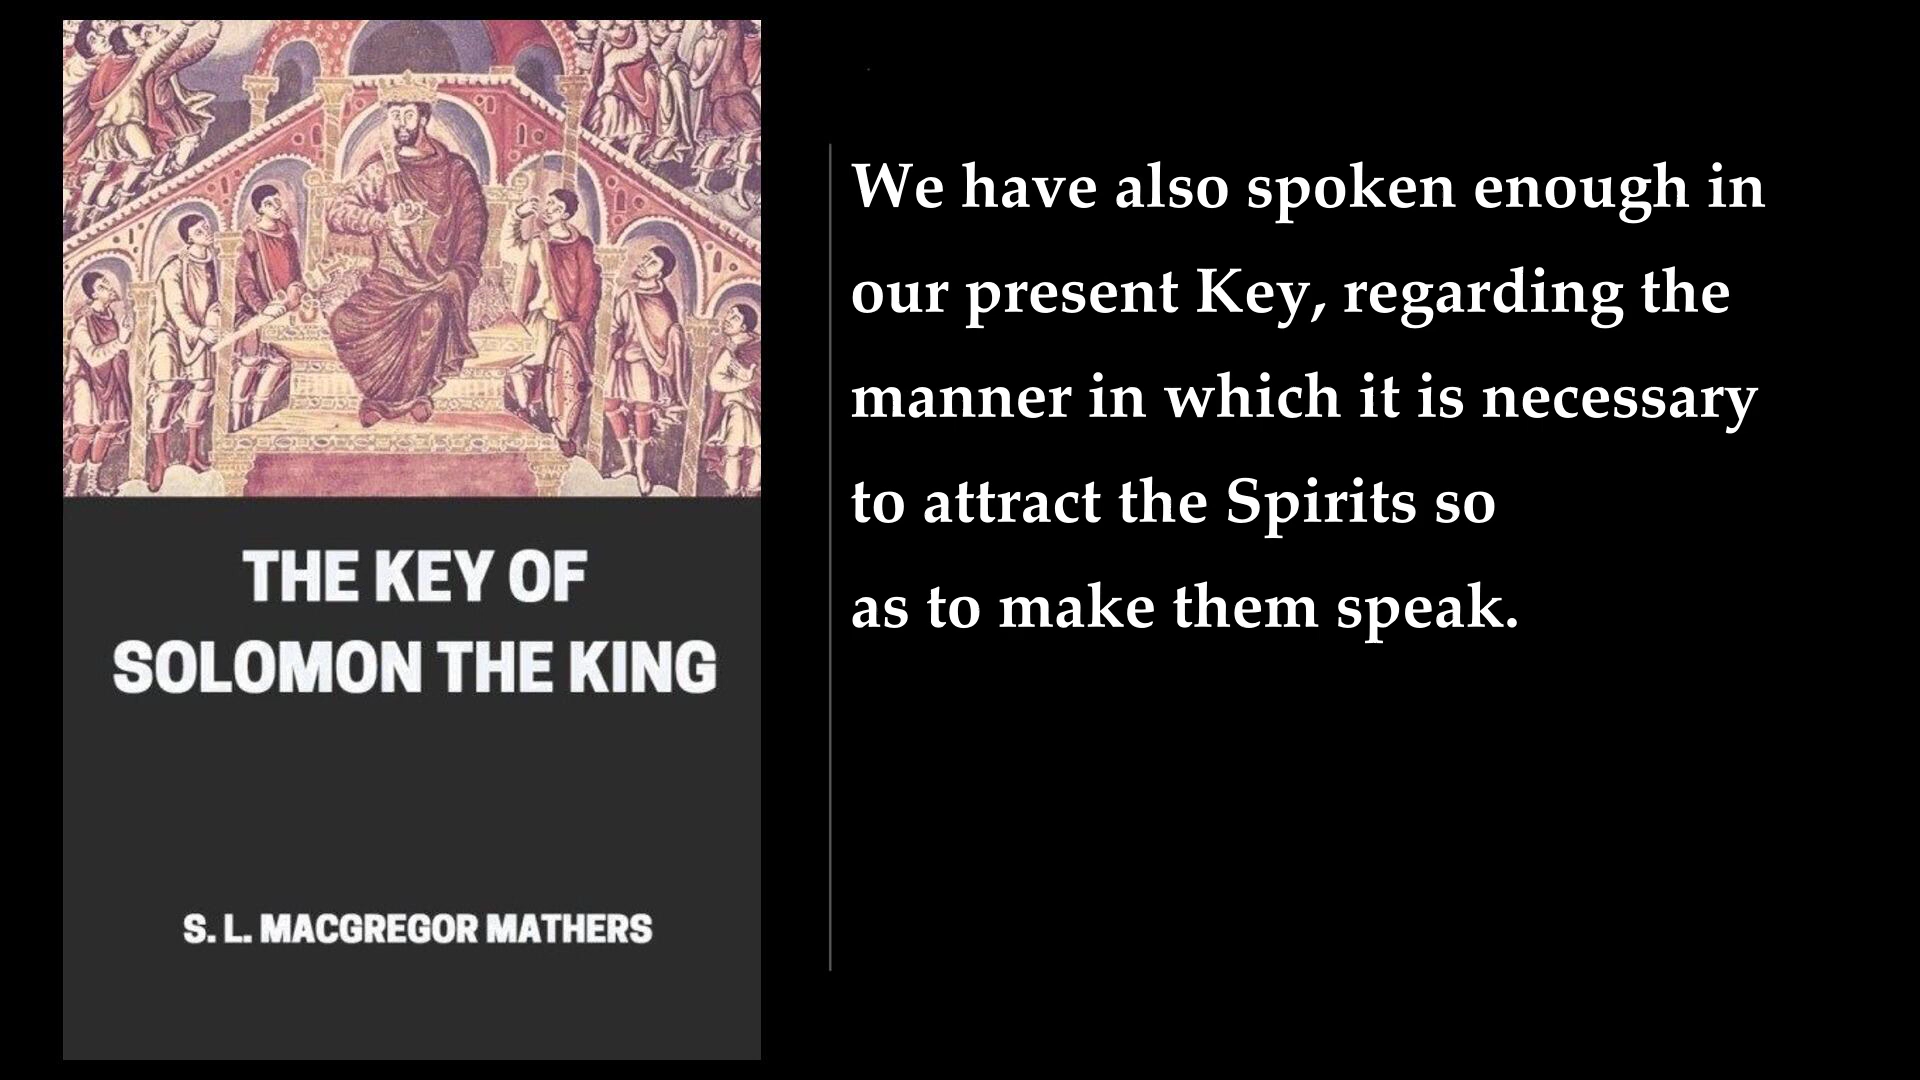 THE KEY OF
SOLOMON THE KING
S. L. MACGREGOR MATHERS
We have also spoken enough in
our present Key, regarding the
manner in which it is necessary
to attract the Spirits so
as to make them speak.